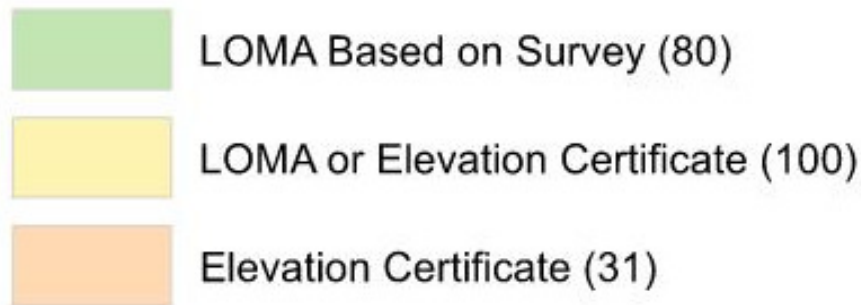 LOMA Based on Survey (80)
LOMA or Elevation Certificate (100)
Elevation Certificate (31)